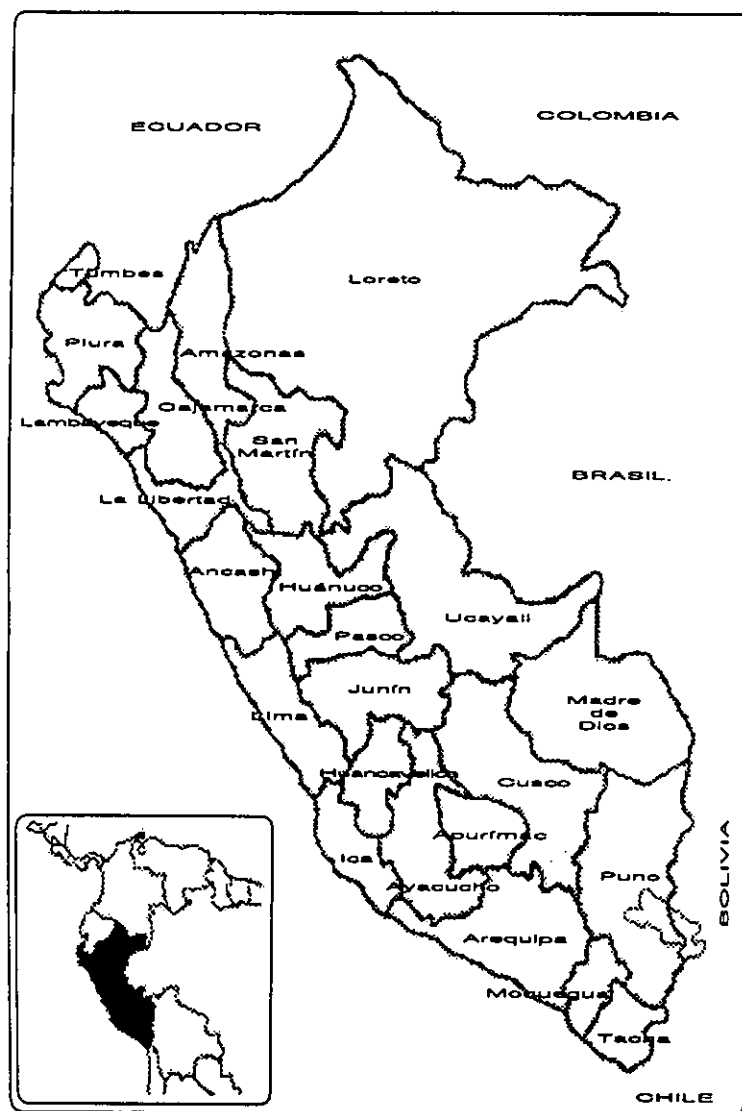 ECUADOR
COLOMBIA
Tumbes
Loreto
Piura
Amazonas
Cajamarca
Lambayeque
San
Martín
BRASIL.
La Libertad
Ancash
Huánuco
Ucayali
Pasco
Junín
Madre
de
Dios
Lima
Huancavelica
Cusco
Apurímac
Ica
Puno
Ayacucho
BOLIVIA
Arequipa
Moquegua
Tacna
CHILE